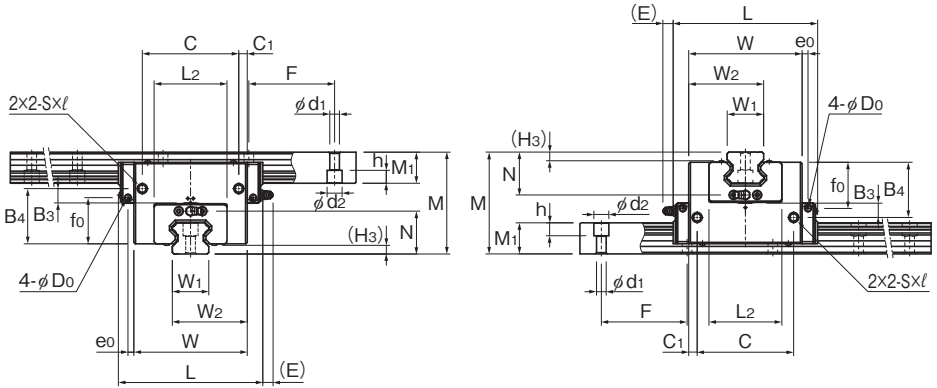 C
C1
L2
F
φd1
2×2-S×ℓ
h
M1
B4
B3
f0
φd2
M
N
(H3)
4-φD0
W1
W2
e0
W
L
(E)
(E)
L
W
e0
W2
W1
4-φD0
(H3)
N
M
h
φd2
M1
f0
B3
B4
φd1
2×2-S×ℓ
F
L2
C1
C